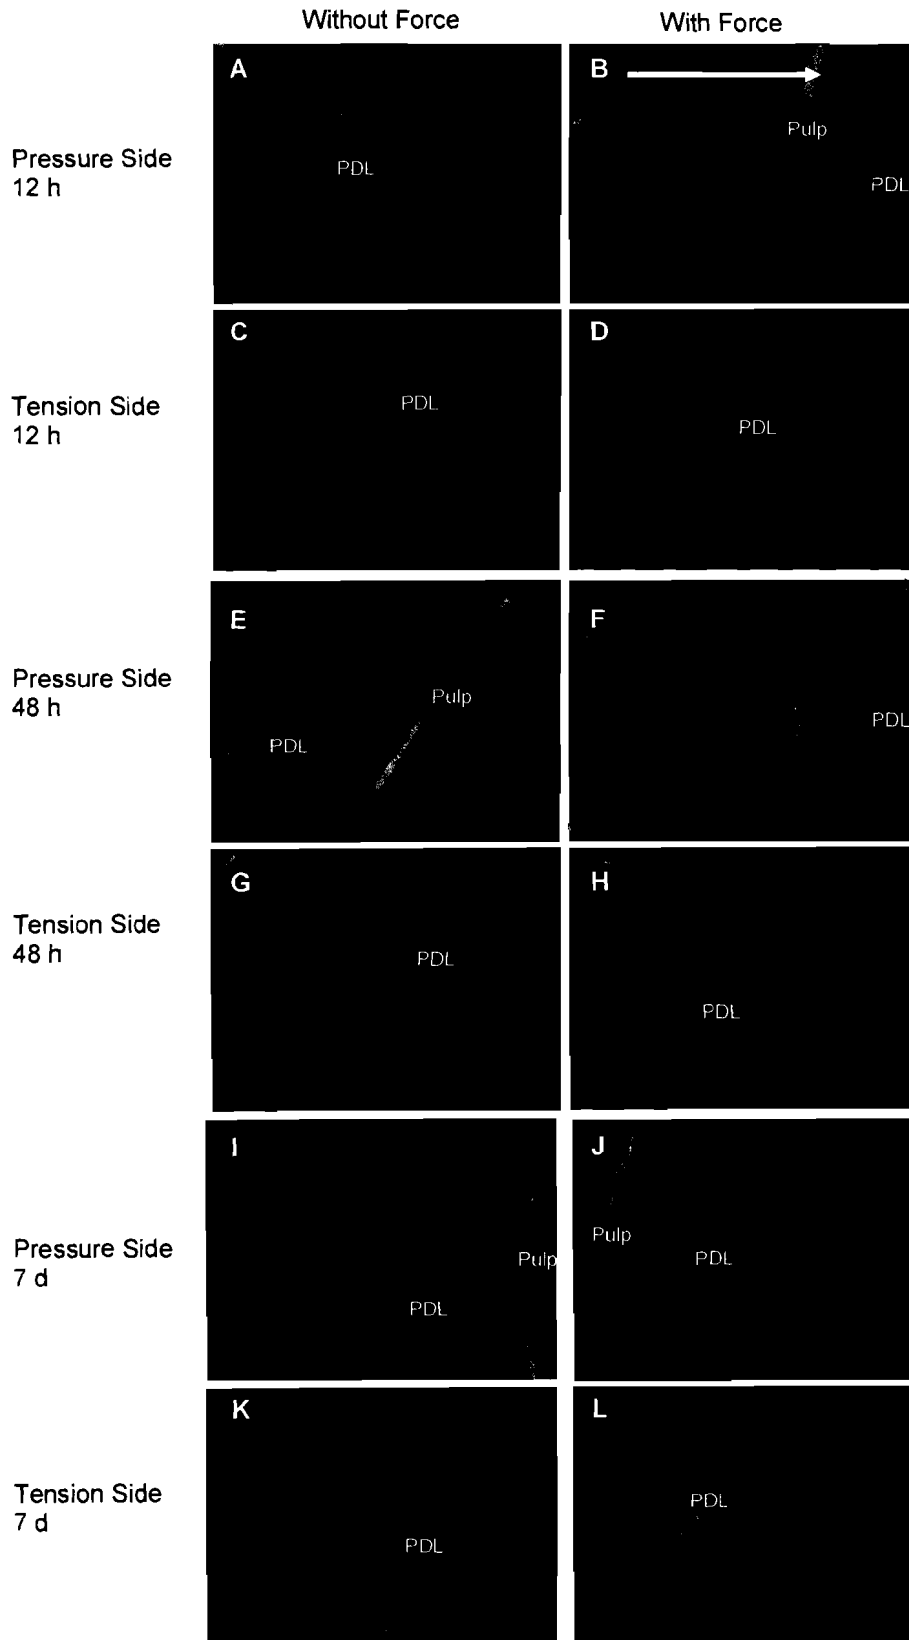 Without Force
With Force
Pressure Side
12 h
A
PDL
B
Pulp
PDL
Tension Side
12 h
C
PDL
D
PDL
Pressure Side
48 h
E
Pulp
PDL
F
PDL
Tension Side
48 h
G
PDL
H
PDL
Pressure Side
7 d
I
Pulp
PDL
J
Pulp
PDL
Tension Side
7 d
K
PDL
L
PDL